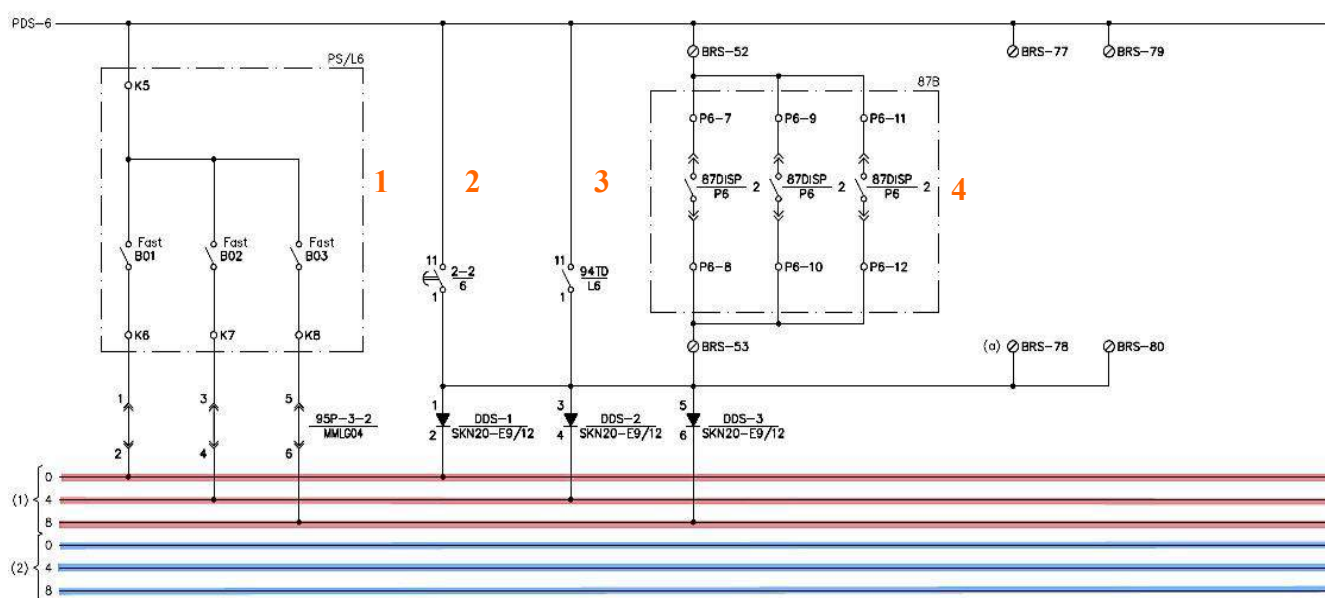 PDS-6
BRS-52 BRS-77 BRS-79
PS/L6
87B
K5
P6-7 P6-9 P6-11
1 2 3 4
87DISP 2 87DISP 2 87DISP 2
P6 P6 P6
Fast Fast Fast
B01 B02 B03
11 2-2 11 94TD
6 L6
1 1
P6-8 P6-10 P6-12
K6 K7 K8
BRS-53 (a) BRS-78 BRS-80
1 3 5 95P-3-2
MMLG04
2 4 6
1 DDS-1 3 DDS-2 5 DDS-3
2 SKN20-E9/12 4 SKN20-E9/12 6 SKN20-E9/12
0
(1) 4
8
0
(2) 4
8